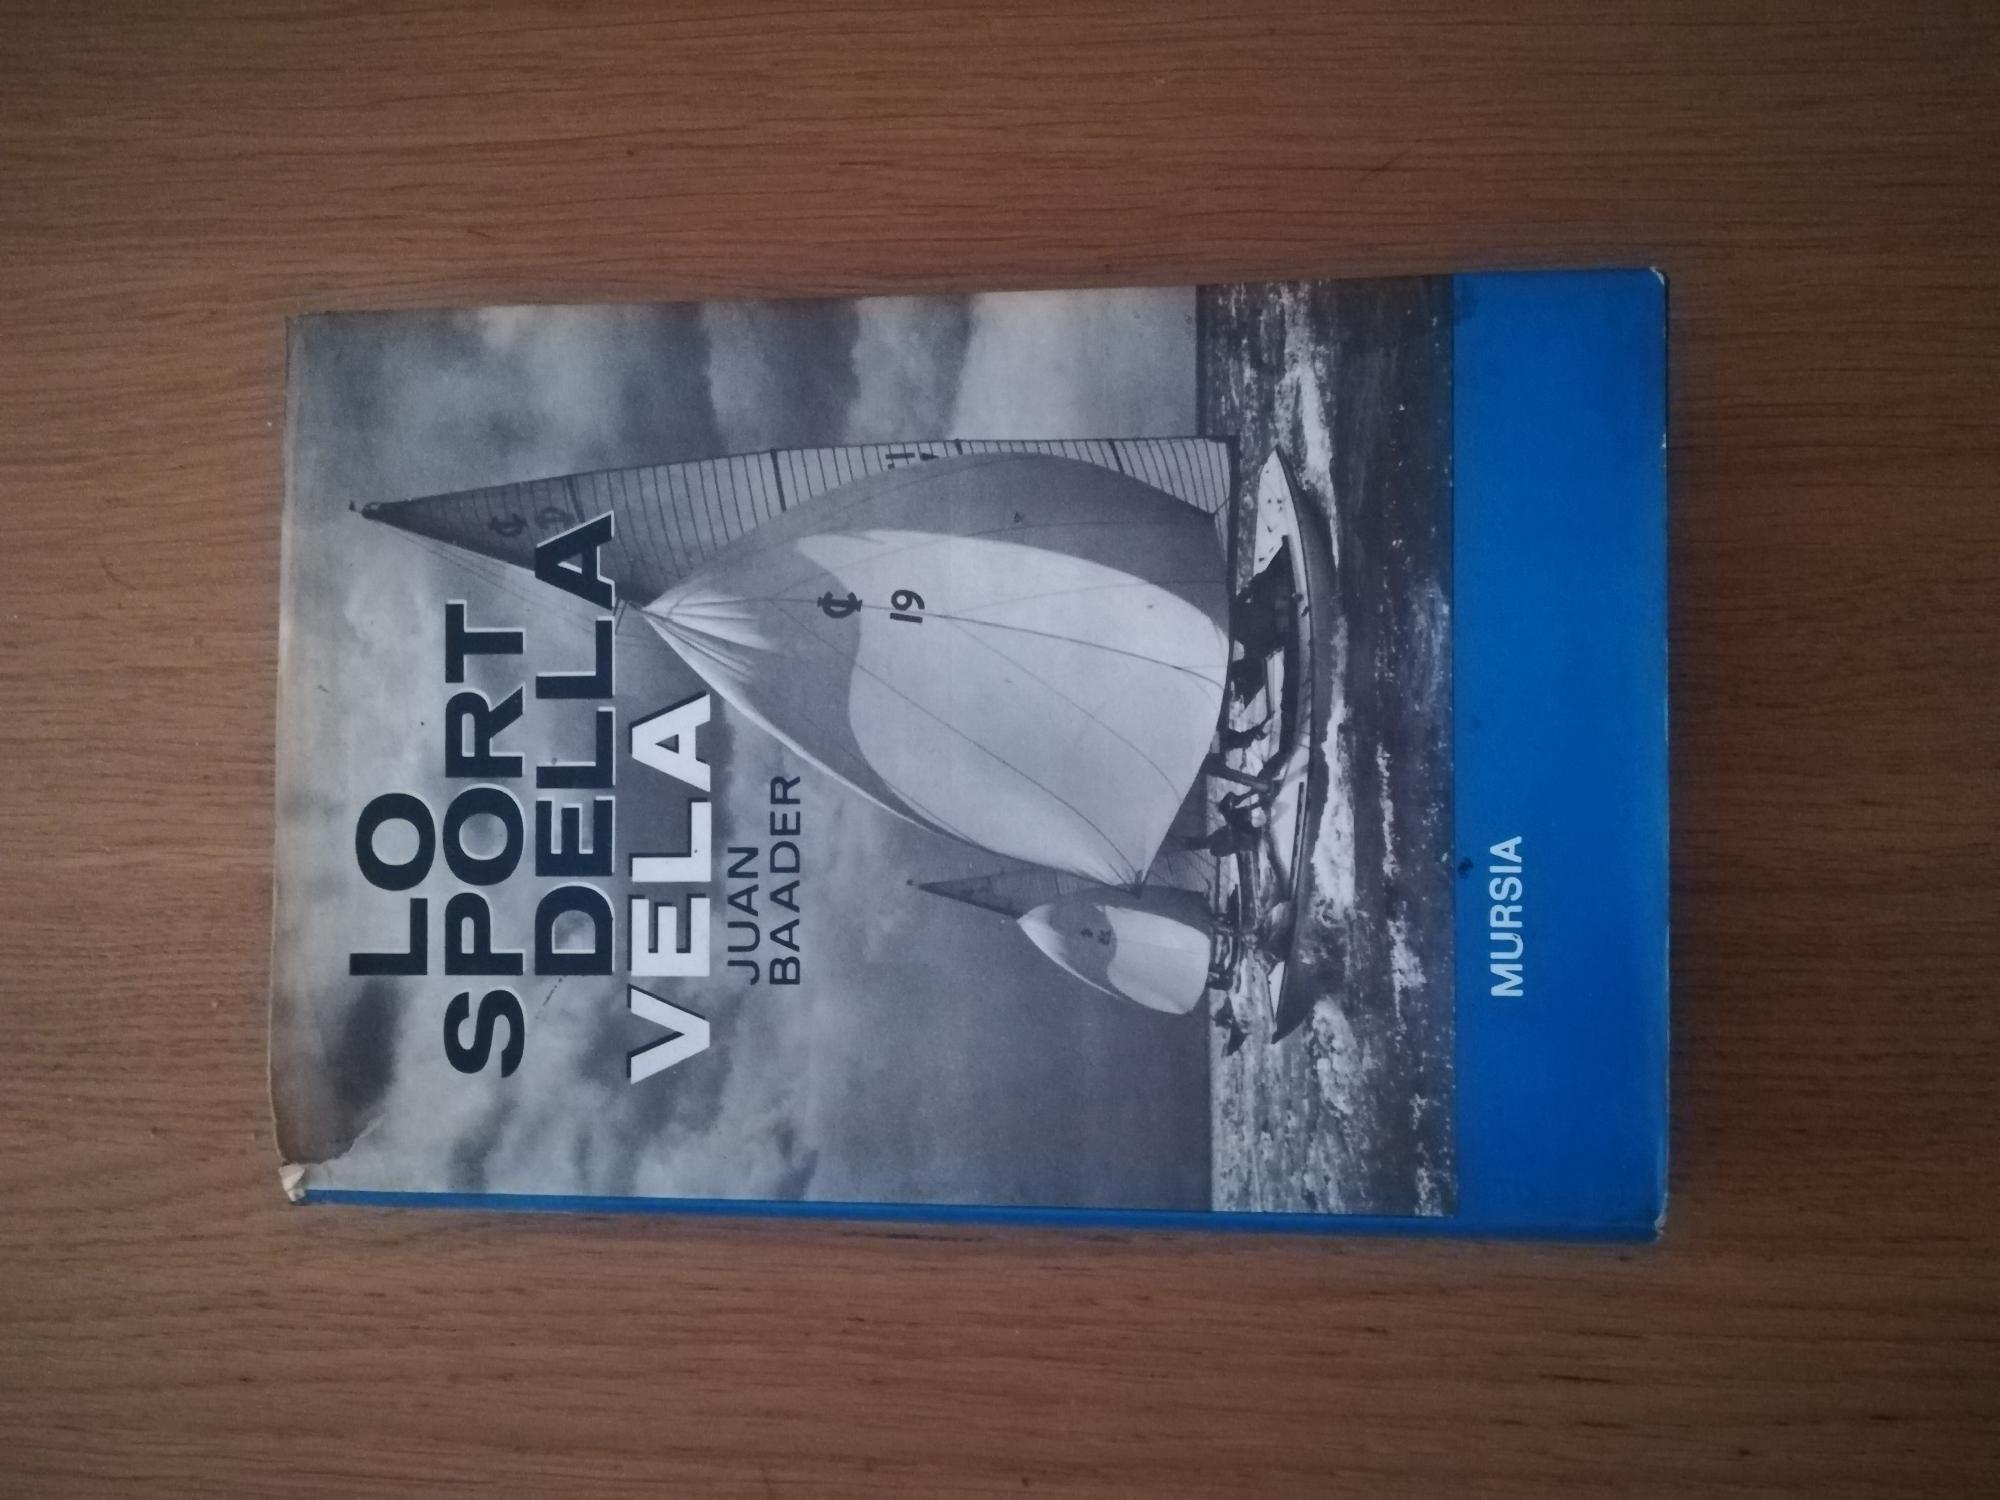 LO
SPORT
DELLA
VELA
JUAN
BAADER
19
MURSIA